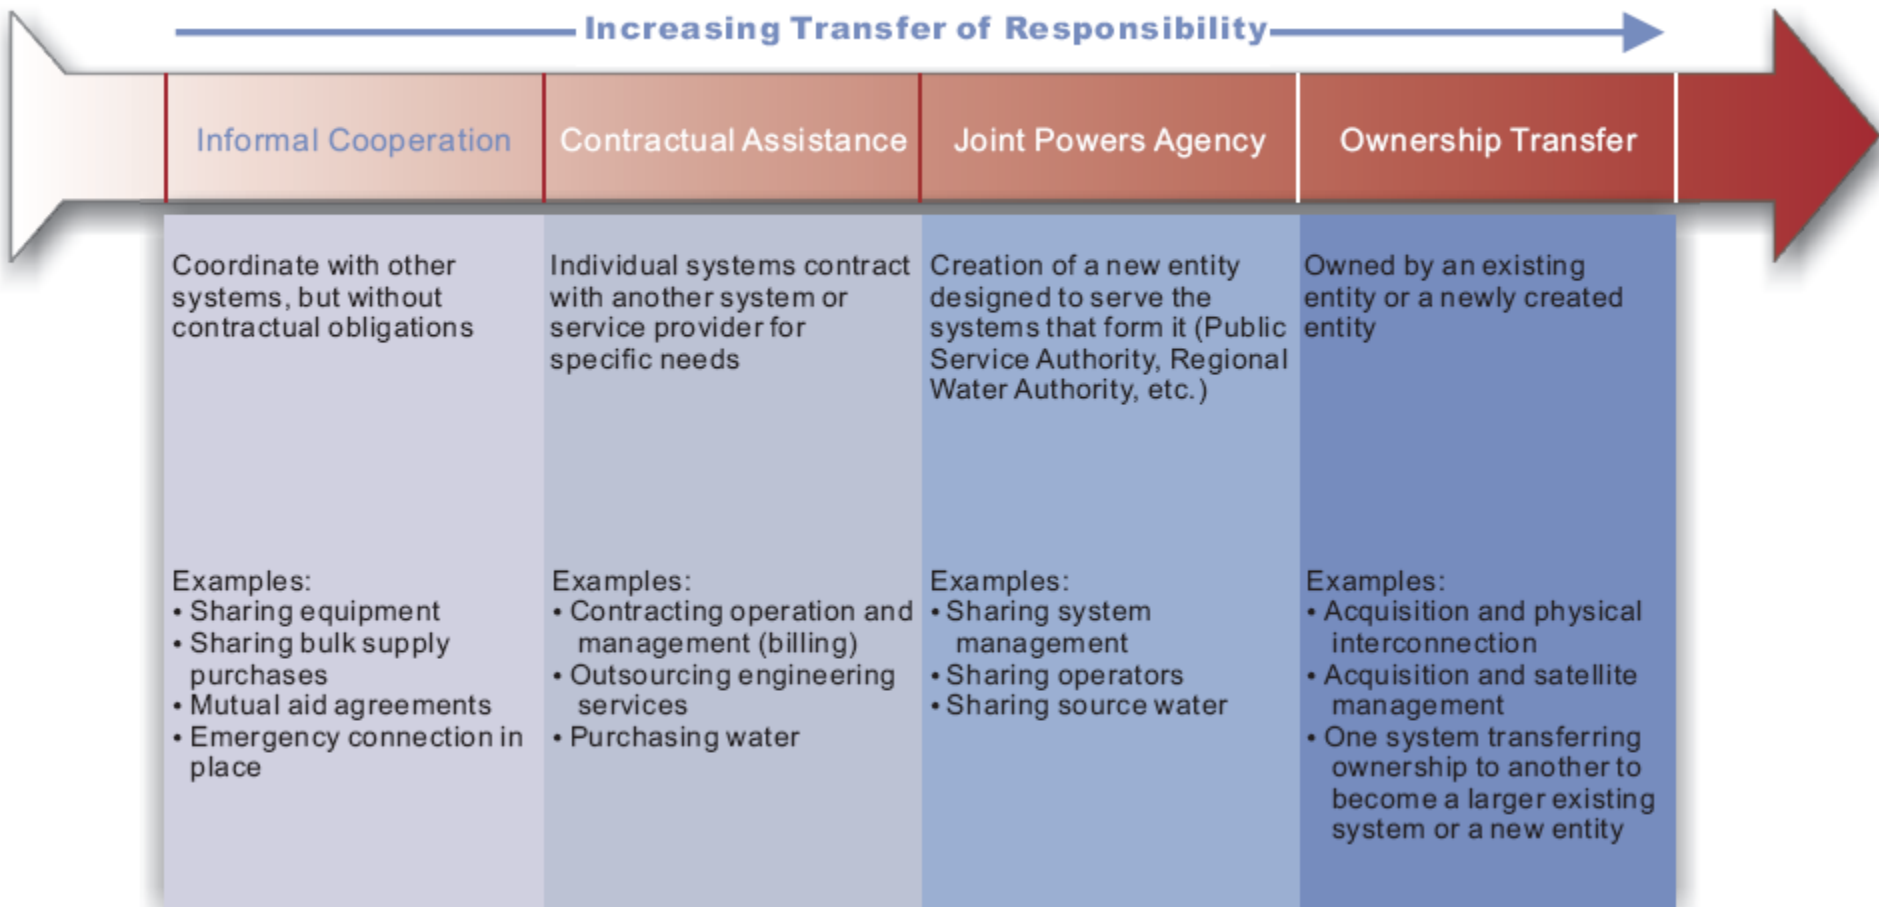 Increasing Transfer of Responsibility
Informal Cooperation
Contractual Assistance
Joint Powers Agency
Ownership Transfer
Coordinate with other
systems, but without
contractual obligations
Examples:
• Sharing equipment
• Sharing bulk supply
purchases
• Mutual aid agreements
• Emergency connection in
place
Individual systems contract
with another system or
service provider for
specific needs
Examples:
• Contracting operation and
management (billing)
• Outsourcing engineering
services
• Purchasing water
Creation of a new entity
designed to serve the
systems that form it (Public
Service Authority, Regional
Water Authority, etc.)
Examples:
• Sharing system
management
• Sharing operators
• Sharing source water
Owned by an existing
entity or a newly created
entity
Examples:
• Acquisition and physical
interconnection
• Acquisition and satellite
management
• One system transferring
ownership to another to
become a larger existing
system or a new entity